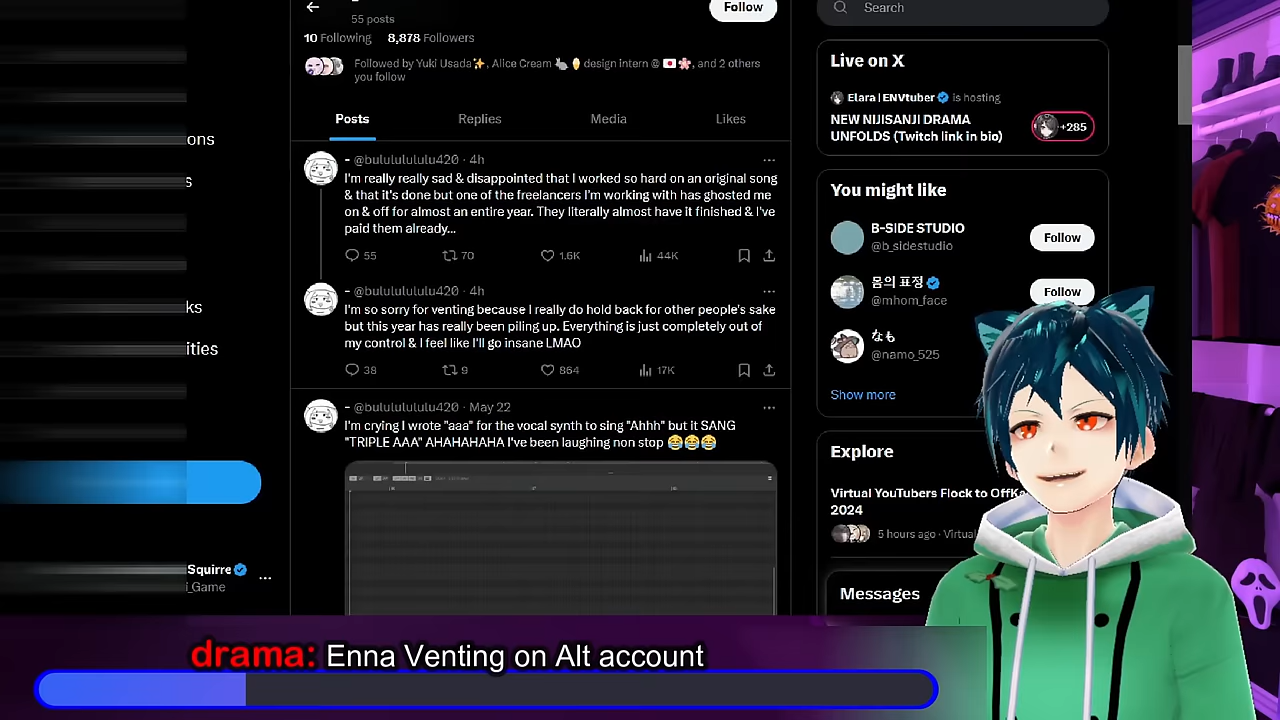 55 posts
Follow
10 Following 8,878 Followers
Followed by Yuki Usada✨, Alice Cream 🐇🍦design intern @ 🇯🇵🌸, and 2 others
you follow
Posts Replies Media Likes
- @bulululululu420 · 4h
I'm really really sad & disappointed that I worked so hard on an original song
& that it's done but one of the freelancers I'm working with has ghosted me
on & off for almost an entire year. They literally almost have it finished & I've
paid them already...
55 70 1.6K 44K
- @bulululululu420 · 4h
I'm so sorry for venting because I really do hold back for other people's sake
but this year has really been piling up. Everything is just completely out of
my control & I feel like I'll go insane LMAO
38 9 864 17K
- @bulululululu420 · May 22
I'm crying I wrote "aaa" for the vocal synth to sing "Ahhh" but it SANG
"TRIPLE AAA" AHAHAHAHA I've been laughing non stop 😂😂😂
ons
s
ks
ities
Squirre
i_Game
Search
Live on X
Elara | ENVtuber is hosting
NEW NIJISANJI DRAMA
UNFOLDS (Twitch link in bio)
+285
You might like
B-SIDE STUDIO
@b_sidestudio
Follow
몸의 표정
@mhom_face
Follow
なも
@namo_525
Show more
Explore
Virtual YouTubers Flock to OffKa
2024
5 hours ago · Virtual
Messages
drama: Enna Venting on Alt account